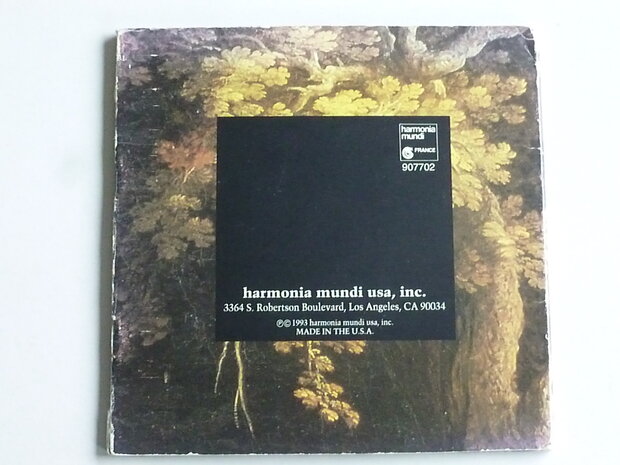 harmonia
mundi
FRANCE
907702
harmonia mundi usa, inc.
3364 S. Robertson Boulevard, Los Angeles, CA 90034
℗© 1993 harmonia mundi usa, inc.
MADE IN THE U.S.A.